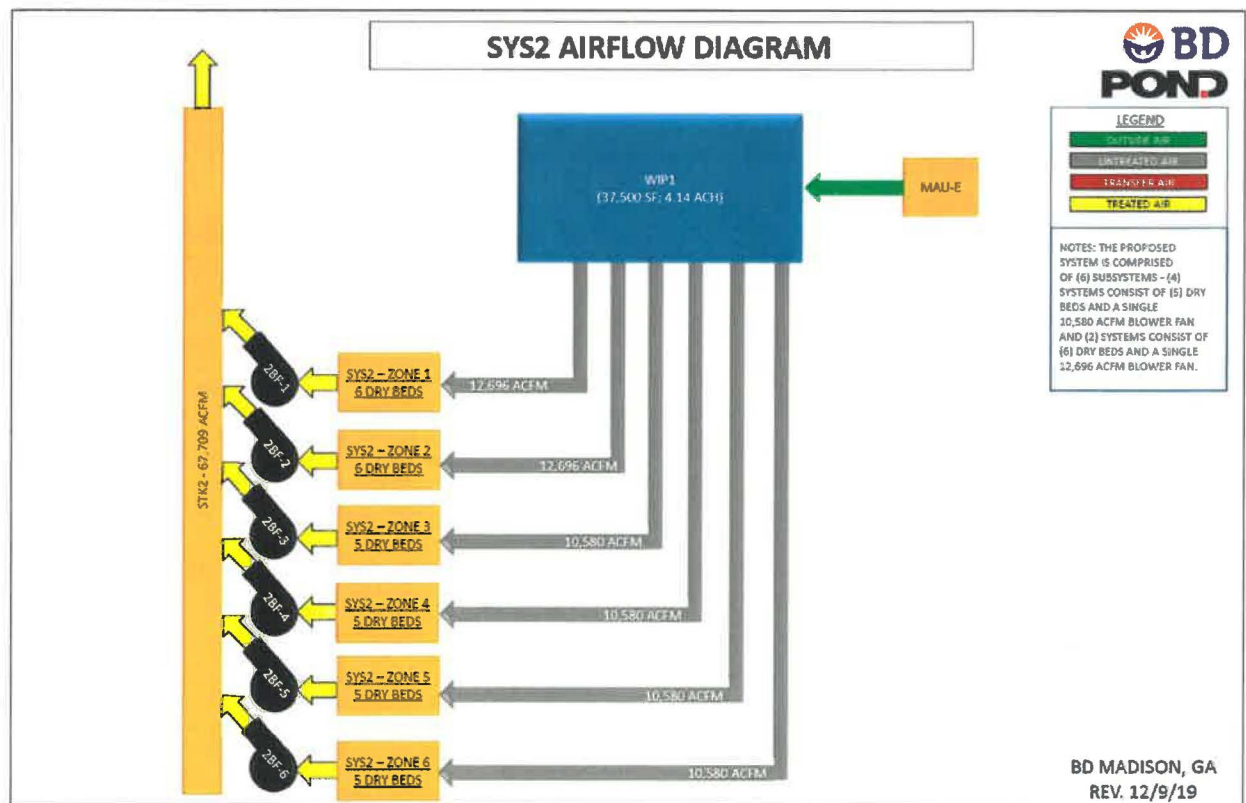 SYS2 AIRFLOW DIAGRAM
BD
POND
LEGEND
OUTSIDE AIR
UNTREATED AIR
TRANSFER AIR
TREATED AIR
NOTES: THE PROPOSED
SYSTEM IS COMPRISED
OF (6) SUBSYSTEMS - (4)
SYSTEMS CONSIST OF (5) DRY
BEDS AND A SINGLE
10,580 ACFM BLOWER FAN
AND (2) SYSTEMS CONSIST OF
(6) DRY BEDS AND A SINGLE
12,696 ACFM BLOWER FAN.
WIP1
(37,500 SF; 4.14 ACH)
MAU-E
STK2 - 67,709 ACFM
2BF-1
SYS2 – ZONE 1
6 DRY BEDS
12,696 ACFM
2BF-2
SYS2 – ZONE 2
6 DRY BEDS
12,696 ACFM
2BF-3
SYS2 – ZONE 3
5 DRY BEDS
10,580 ACFM
2BF-4
SYS2 – ZONE 4
5 DRY BEDS
10,580 ACFM
2BF-5
SYS2 – ZONE 5
5 DRY BEDS
10,580 ACFM
2BF-6
SYS2 – ZONE 6
5 DRY BEDS
10,580 ACFM
BD MADISON, GA
REV. 12/9/19